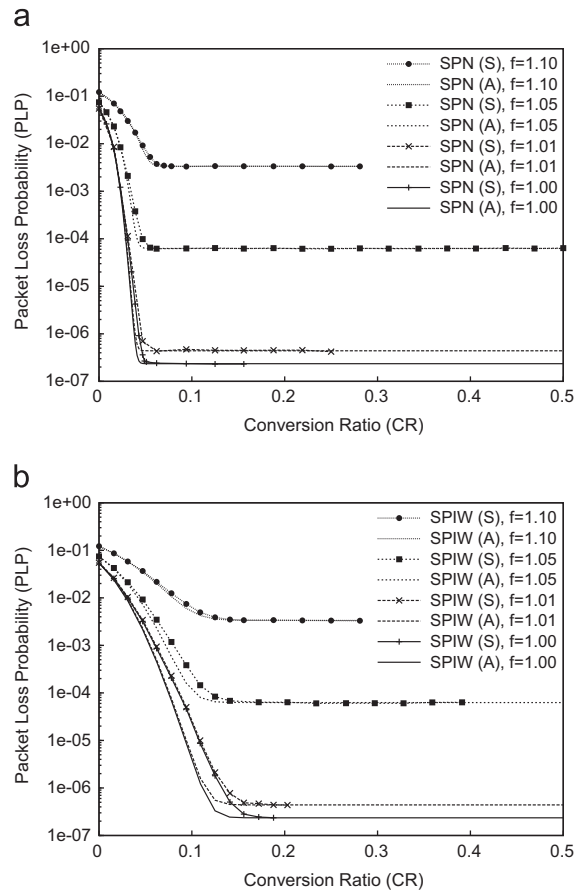 a
Packet Loss Probability (PLP)
1e+00
1e-01
1e-02
1e-03
1e-04
1e-05
1e-06
1e-07
SPN (S), f=1.10
SPN (A), f=1.10
SPN (S), f=1.05
SPN (A), f=1.05
SPN (S), f=1.01
SPN (A), f=1.01
SPN (S), f=1.00
SPN (A), f=1.00
0 0.1 0.2 0.3 0.4 0.5
Conversion Ratio (CR)
b
Packet Loss Probability (PLP)
1e+00
1e-01
1e-02
1e-03
1e-04
1e-05
1e-06
1e-07
SPIW (S), f=1.10
SPIW (A), f=1.10
SPIW (S), f=1.05
SPIW (A), f=1.05
SPIW (S), f=1.01
SPIW (A), f=1.01
SPIW (S), f=1.00
SPIW (A), f=1.00
0 0.1 0.2 0.3 0.4 0.5
Conversion Ratio (CR)